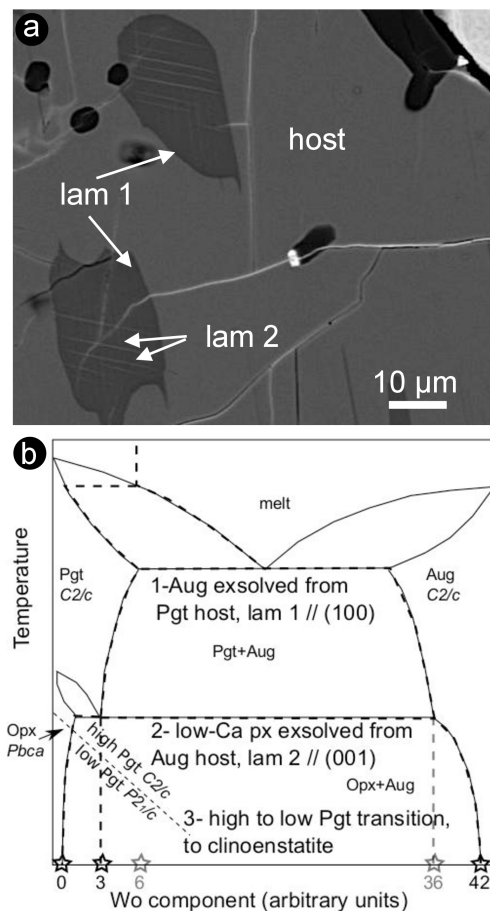 a
host
lam 1
lam 2
10 µm
b
Temperature
melt
Pgt
C2/c
Aug
C2/c
1-Aug exsolved from
Pgt host, lam 1 // (100)
Pgt+Aug
Opx
Pbca
high Pgt C2/c
low Pgt P2₁/c
2- low-Ca px exsolved from
Aug host, lam 2 // (001)
Opx+Aug
3- high to low Pgt transition,
to clinoenstatite
0 3 6 36 42
Wo component (arbitrary units)